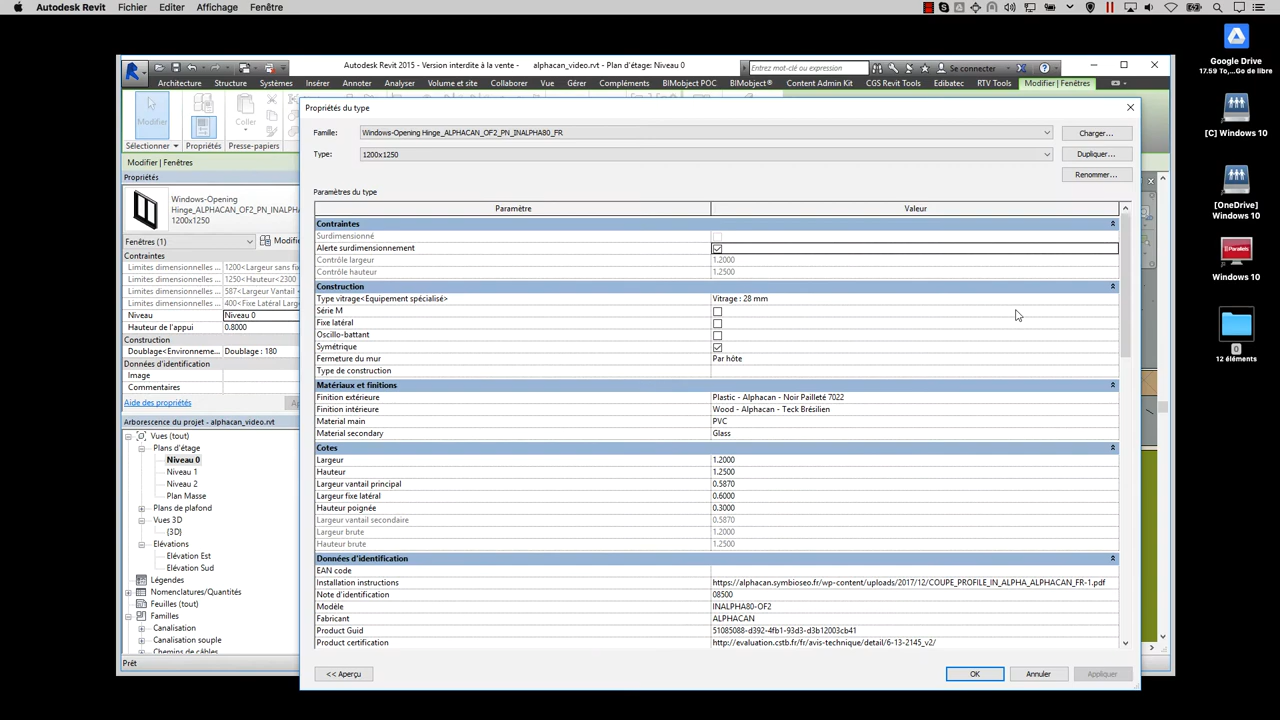 Autodesk Revit Fichier Editer Affichage Fenêtre
Autodesk Revit 2015 - Version interdite à la vente - alphacan_video.rvt - Plan d'étage: Niveau 0
Entrez mot-clé ou expression
Se connecter
Architecture Structure Systèmes Insérer Annoter Analyser Volume et site Collaborer Vue Gérer Compléments BIMobject POC BIMobject® Content Admin Kit CGS Revit Tools Edibatec RTV Tools Modifier | Fenêtres
Modifier
Coller
Sélectionner Propriétés Presse-papiers
Modifier | Fenêtres
Propriétés
Windows-Opening
Hinge_ALPHACAN_OF2_PN_INALPHA
1200x1250
Fenêtres (1) Modifi
Contraintes
Limites dimensionnelles ... 1200<Largeur sans fix
Limites dimensionnelles ... 1250<Hauteur<2300
Limites dimensionnelles ... 587<Largeur Vantail
Limites dimensionnelles ... 400<Fixe Latéral Larg
Niveau Niveau 0
Hauteur de l'appui 0.8000
Construction
Doublage<Environneme... Doublage : 180
Données d'identification
Image
Commentaires
Aide des propriétés
Arborescence du projet - alphacan_video.rvt
Vues (tout)
Plans d'étage
Niveau 0
Niveau 1
Niveau 2
Plan Masse
Plans de plafond
Vues 3D
{3D}
Elévations
Elévation Est
Elévation Sud
Légendes
Nomenclatures/Quantités
Feuilles (tout)
Familles
Canalisation
Canalisation souple
Chemins de câbles
Prêt
Propriétés du type
Famille: Windows-Opening Hinge_ALPHACAN_OF2_PN_INALPHA80_FR Charger...
Type: 1200x1250 Dupliquer...
Renommer...
Paramètres du type
Paramètre Valeur
Contraintes
Surdimensionné
Alerte surdimensionnement
Contrôle largeur 1.2000
Contrôle hauteur 1.2500
Construction
Type vitrage<Equipement spécialisé> Vitrage : 28 mm
Série M
Fixe latéral
Oscillo-battant
Symétrique
Fermeture du mur Par hôte
Type de construction
Matériaux et finitions
Finition extérieure Plastic - Alphacan - Noir Pailleté 7022
Finition intérieure Wood - Alphacan - Teck Brésilien
Material main PVC
Material secondary Glass
Cotes
Largeur 1.2000
Hauteur 1.2500
Largeur vantail principal 0.5870
Largeur fixe latéral 0.6000
Hauteur poignée 0.3000
Largeur vantail secondaire 0.5870
Largeur brute 1.2000
Hauteur brute 1.2500
Données d'identification
EAN code
Installation instructions https://alphacan.symbioseo.fr/wp-content/uploads/2017/12/COUPE_PROFILE_IN_ALPHA_ALPHACAN_FR-1.pdf
Note d'identification 08500
Modèle INALPHA80-OF2
Fabricant ALPHACAN
Product Guid 51085088-d392-4fb1-93d3-d3b12003cb41
Product certification http://evaluation.cstb.fr/fr/avis-technique/detail/6-13-2145_v2/
<< Aperçu OK Annuler Appliquer
Google Drive
17.59 To,...Go de libre
[C] Windows 10
[OneDrive]
Windows 10
Parallels
Windows 10
0
12 éléments